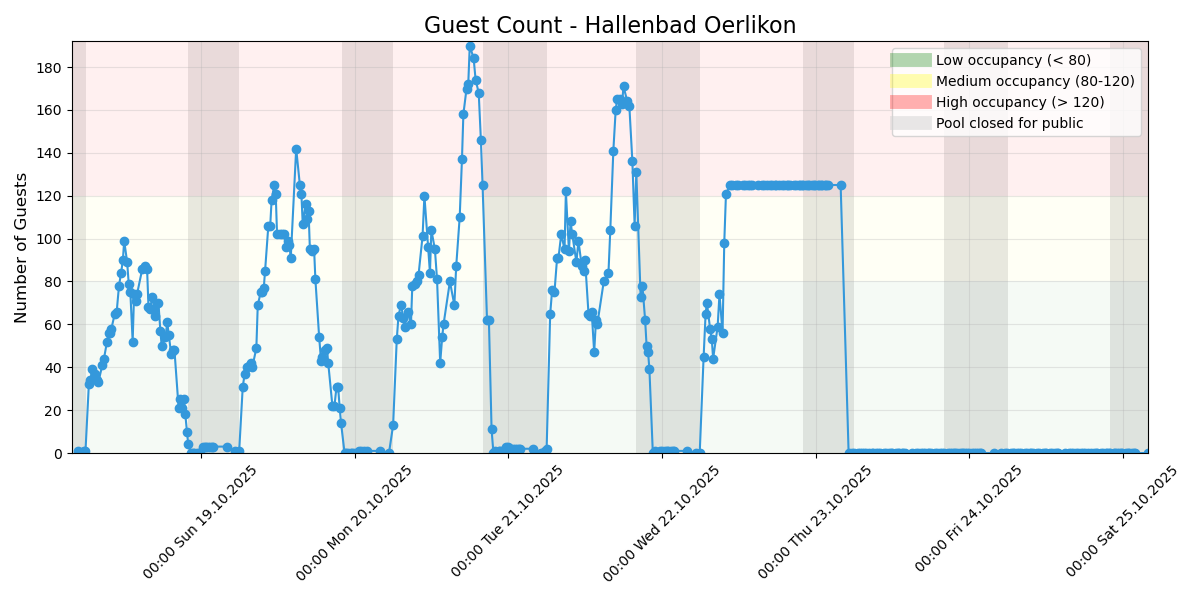 Guest Count - Hallenbad Oerlikon
Number of Guests
180
160
140
120
100
80
60
40
20
0
Low occupancy (< 80)
Medium occupancy (80-120)
High occupancy (> 120)
Pool closed for public
00:00 Sun 19.10.2025
00:00 Mon 20.10.2025
00:00 Tue 21.10.2025
00:00 Wed 22.10.2025
00:00 Thu 23.10.2025
00:00 Fri 24.10.2025
00:00 Sat 25.10.2025